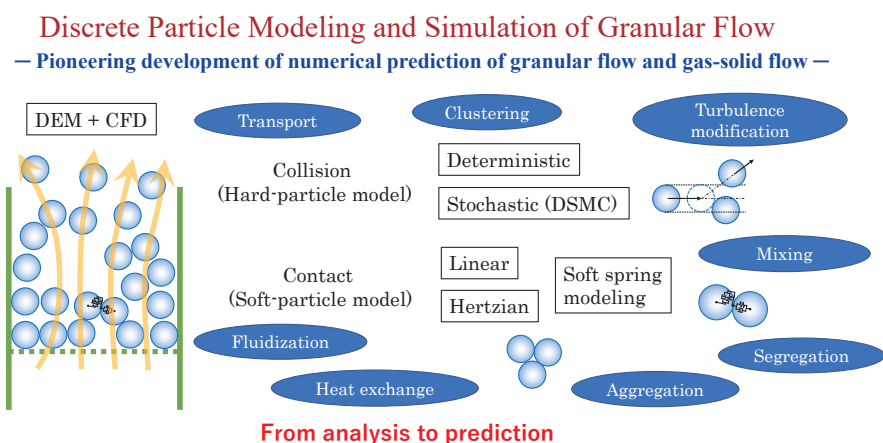 Discrete Particle Modeling and Simulation of Granular Flow
— Pioneering development of numerical prediction of granular flow and gas-solid flow —
DEM + CFD
Transport
Clustering
Turbulence
modification
Collision
(Hard-particle model)
Deterministic
Stochastic (DSMC)
Mixing
Contact
(Soft-particle model)
Linear
Hertzian
Soft spring
modeling
Fluidization
Segregation
Heat exchange
Aggregation
From analysis to prediction